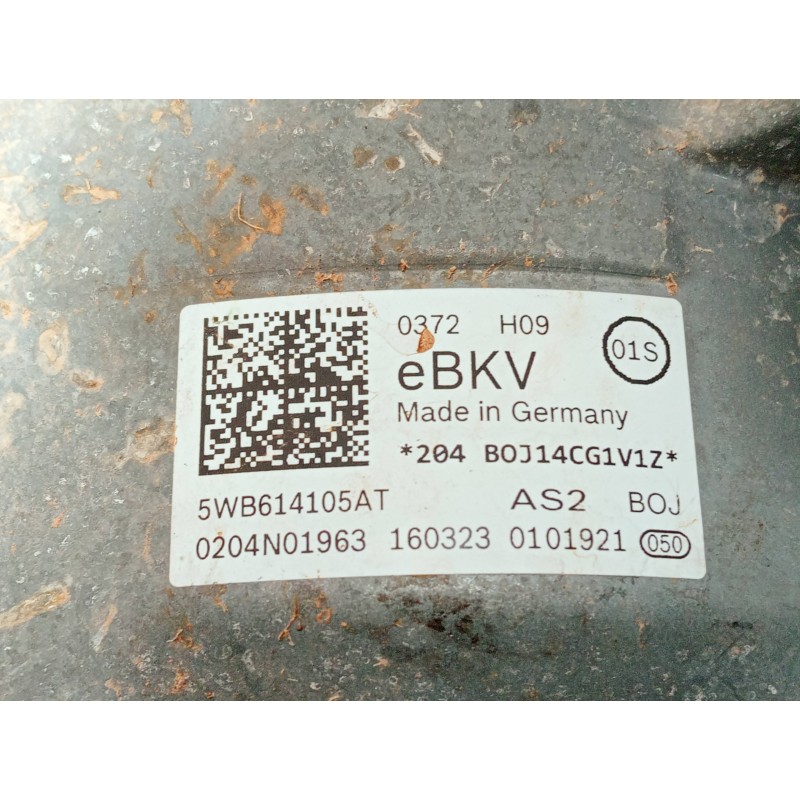 0372 H09
01S
eBKV
Made in Germany
*204 BOJ14CG1V1Z*
5WB614105AT AS2 BOJ
0204N01963 160323 0101921 050